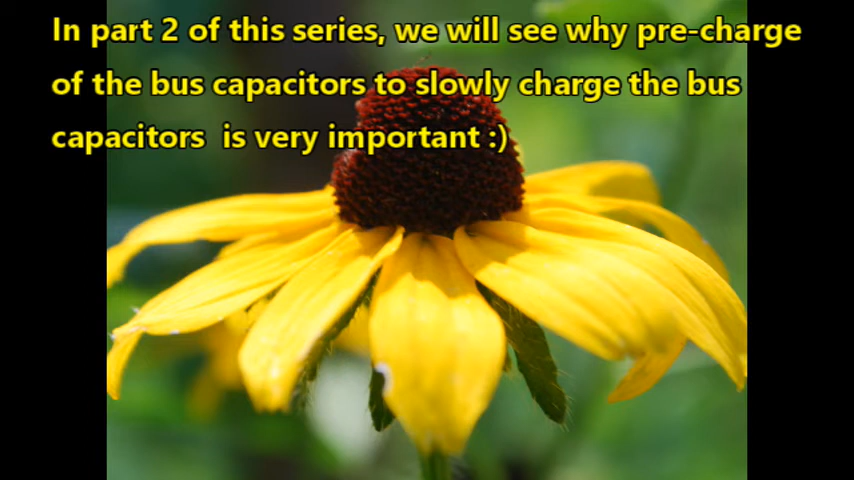 In part 2 of this series, we will see why pre-charge
of the bus capacitors to slowly charge the bus
capacitors  is very important :)